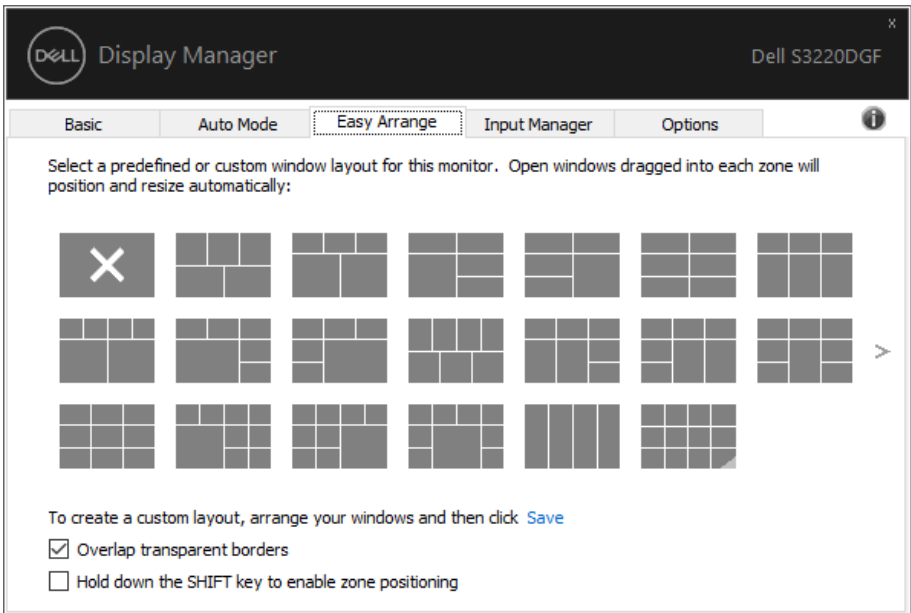 x
DELL Display Manager Dell S3220DGF
Basic Auto Mode Easy Arrange Input Manager Options i
Select a predefined or custom window layout for this monitor. Open windows dragged into each zone will
position and resize automatically:
>
To create a custom layout, arrange your windows and then click Save
Overlap transparent borders
Hold down the SHIFT key to enable zone positioning